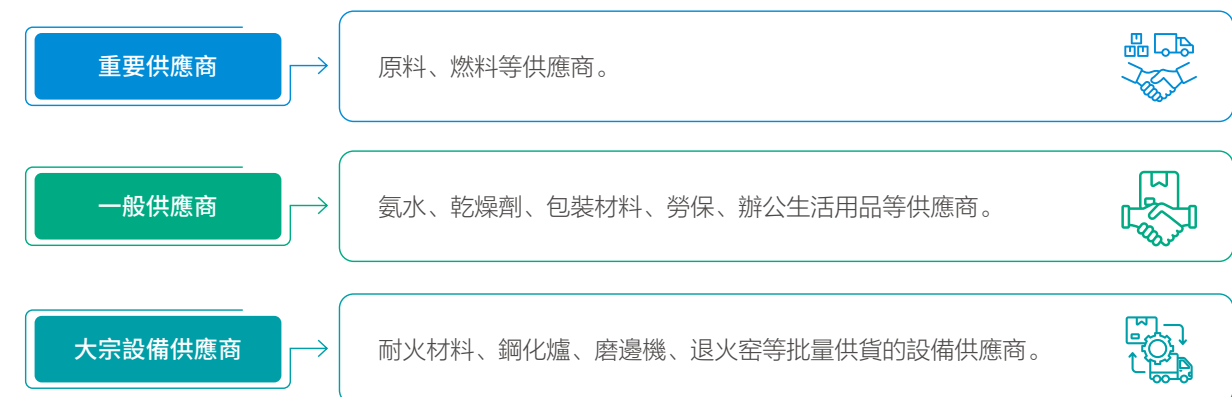 重要供應商
原料、燃料等供應商。
一般供應商
氨水、乾燥劑、包裝材料、勞保、辦公生活用品等供應商。
大宗設備供應商
耐火材料、鋼化爐、磨邊機、退火窑等批量供貨的設備供應商。